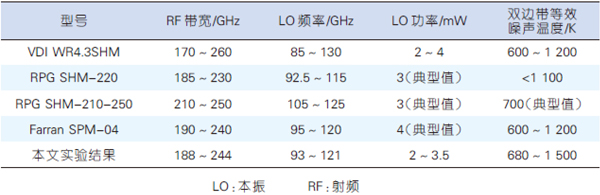 型号 RF 带宽/GHz LO 频率/GHz LO 功率/mW 双边带等效噪声温度/K
VDI WR4.3SHM 170～260 85～130 2～4 600～1 200
RPG SHM-220 185～230 92.5～115 3(典型值) <1 100
RPG SHM-210-250 210～250 105～125 3(典型值) 700(典型值)
Farran SPM-04 190～240 95～120 4(典型值) 600～1 200
本文实验结果 188～244 93～121 2～3.5 680～1 500
LO：本振 RF：射频